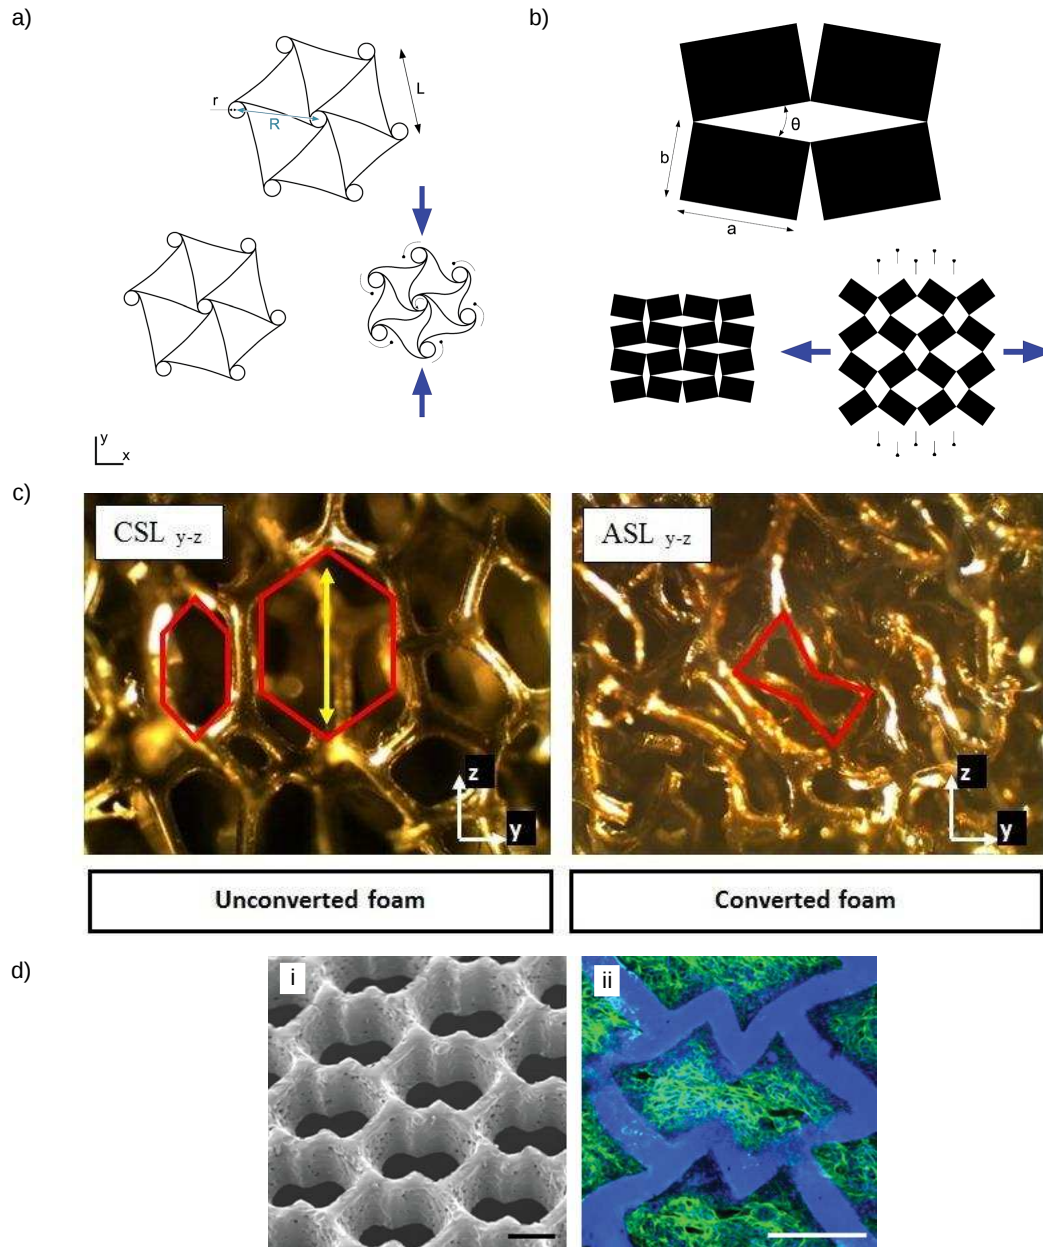 a)
b)
r
R
L
θ
b
a
y
x
c)
CSL y-z
ASL y-z
z
y
z
y
Unconverted foam
Converted foam
d)
i
ii